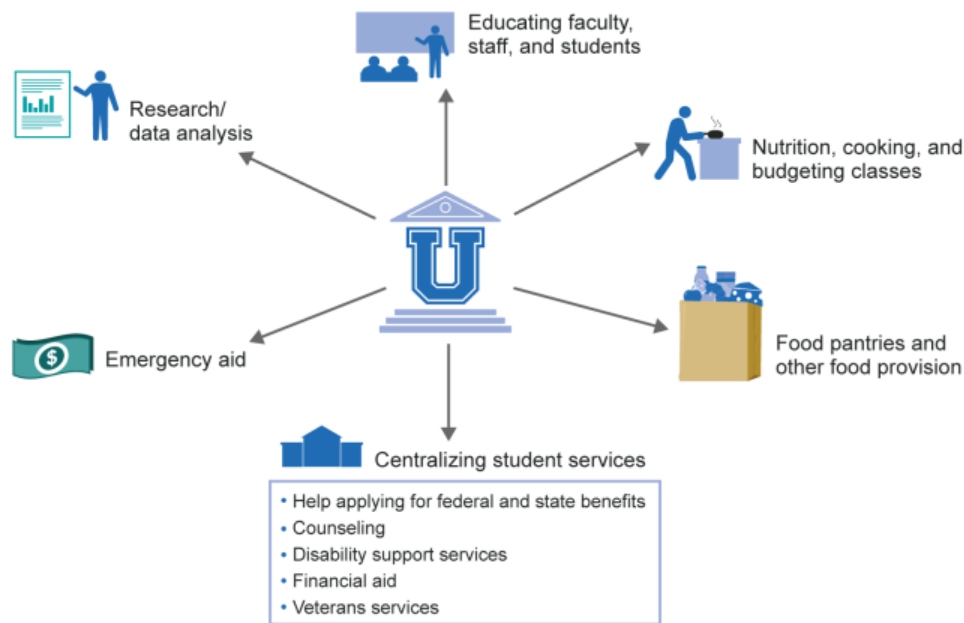 Educating faculty,
staff, and students
Research/
data analysis
Nutrition, cooking, and
budgeting classes
U
$
Emergency aid
Food pantries and
other food provision
Centralizing student services
• Help applying for federal and state benefits
• Counseling
• Disability support services
• Financial aid
• Veterans services